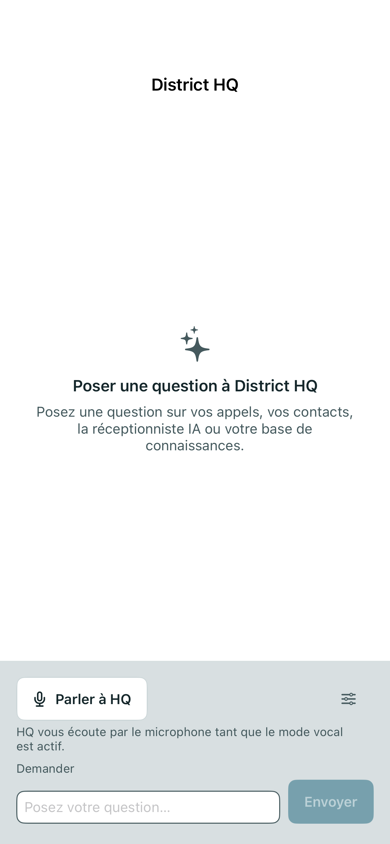 District HQ
Poser une question à District HQ
Posez une question sur vos appels, vos contacts,
la réceptionniste IA ou votre base de
connaissances.
Parler à HQ
HQ vous écoute par le microphone tant que le mode vocal
est actif.
Demander
Posez votre question...
Envoyer